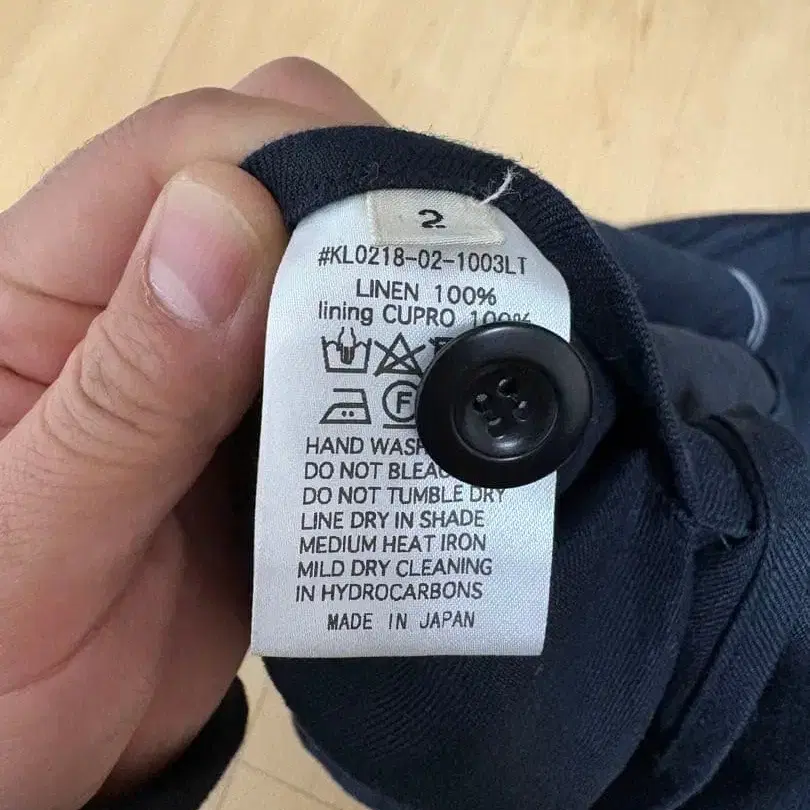 2
#KL0218-02-1003LT
LINEN 100%
lining CUPRO 100%
F
HAND WASH
DO NOT BLEAC
DO NOT TUMBLE DRY
LINE DRY IN SHADE
MEDIUM HEAT IRON
MILD DRY CLEANING
IN HYDROCARBONS
MADE IN JAPAN